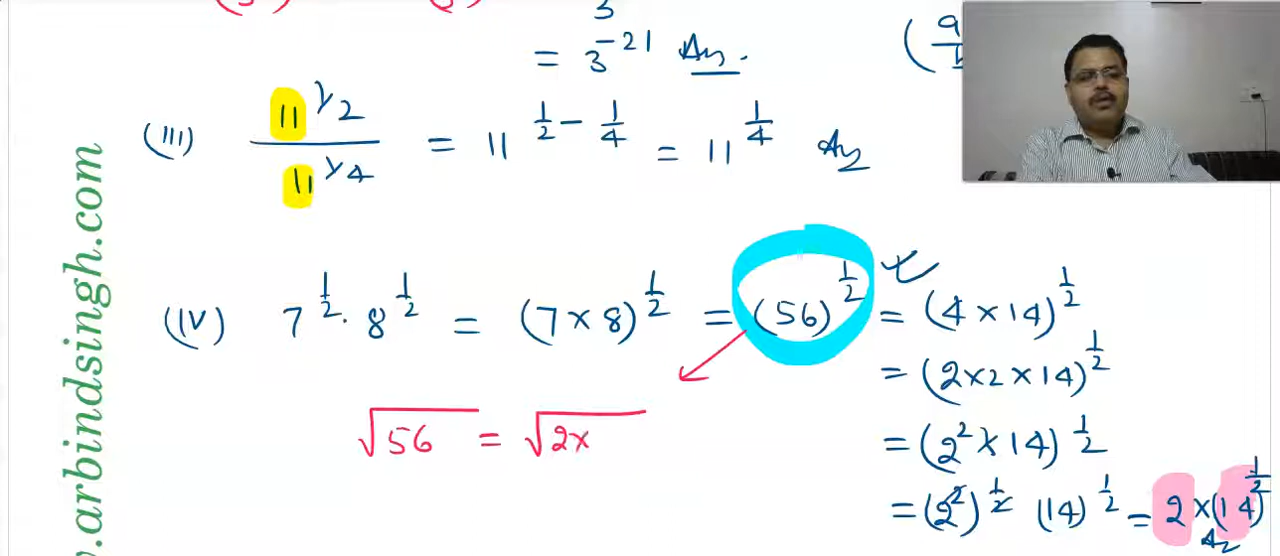 = 3^-21 Ans.
(III) 11^1/2 / 11^1/4 = 11^(1/2 - 1/4) = 11^1/4 Ans
(IV) 7^1/2 . 8^1/2 = (7 × 8)^1/2 = (56)^1/2 = (4 × 14)^1/2
= (2×2×14)^1/2
√56 = √2×
= (2^2 × 14)^1/2
= (2^2)^1/2 (14)^1/2 = 2 × (14)^1/2
Ans
.arbindsingh.com